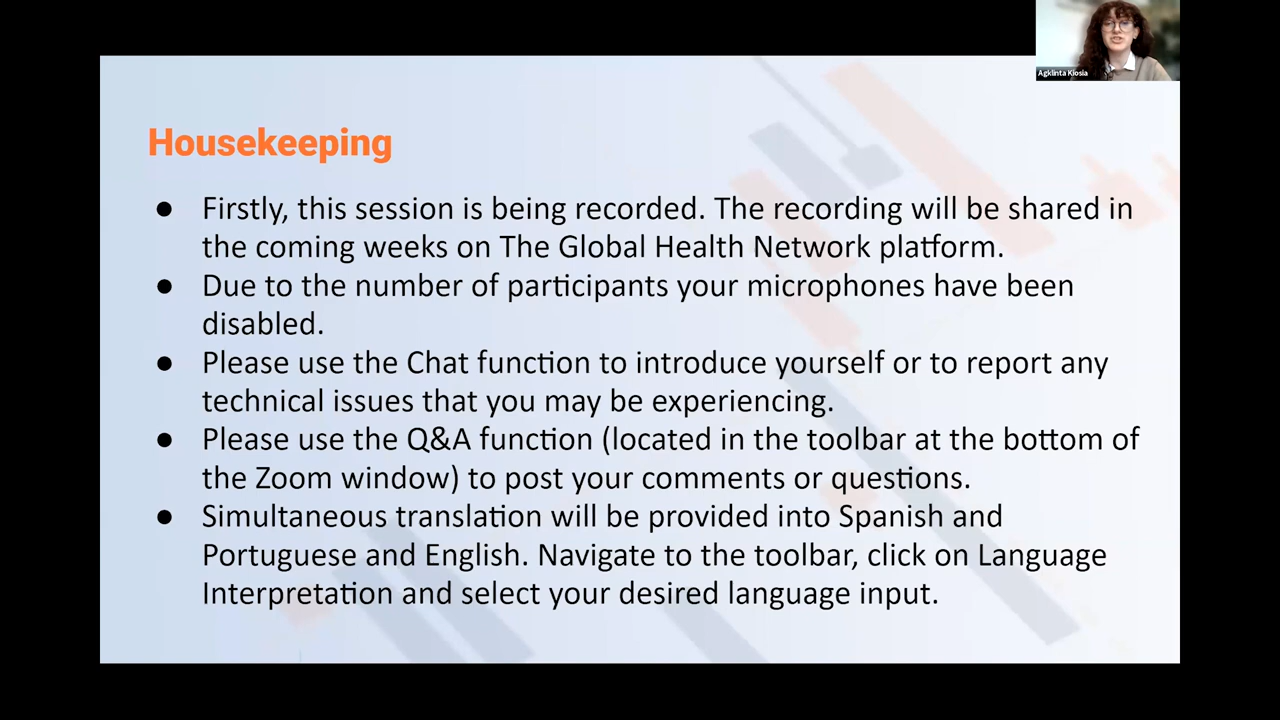 Agklinta Kiosia
Housekeeping
● Firstly, this session is being recorded. The recording will be shared in
the coming weeks on The Global Health Network platform.
● Due to the number of participants your microphones have been
disabled.
● Please use the Chat function to introduce yourself or to report any
technical issues that you may be experiencing.
● Please use the Q&A function (located in the toolbar at the bottom of
the Zoom window) to post your comments or questions.
● Simultaneous translation will be provided into Spanish and
Portuguese and English. Navigate to the toolbar, click on Language
Interpretation and select your desired language input.